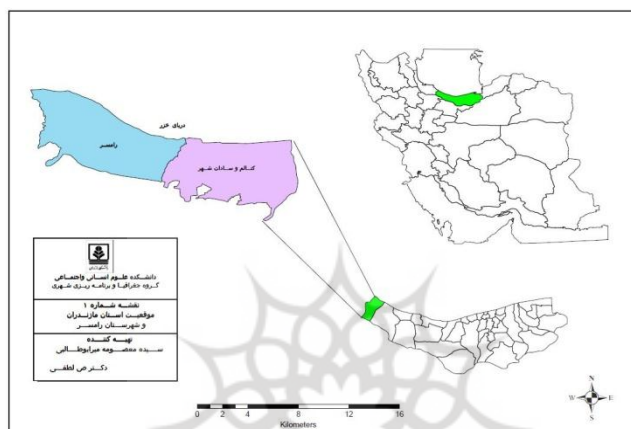 دریای خزر
رامسر
کتالم و سادات شهر
دانشکده علوم انسانی واجتماعی
گروه جغرافیا و برنامه ریزی شهری
نقشه شماره ۱
موقعیت استان مازندران
و شهرستان رامسر
تهیه کننده
سیده معصومه میرابوطالبی
دکتر ص لطفی
N
W E
S
0 2 4 8 12 16
Kilometers